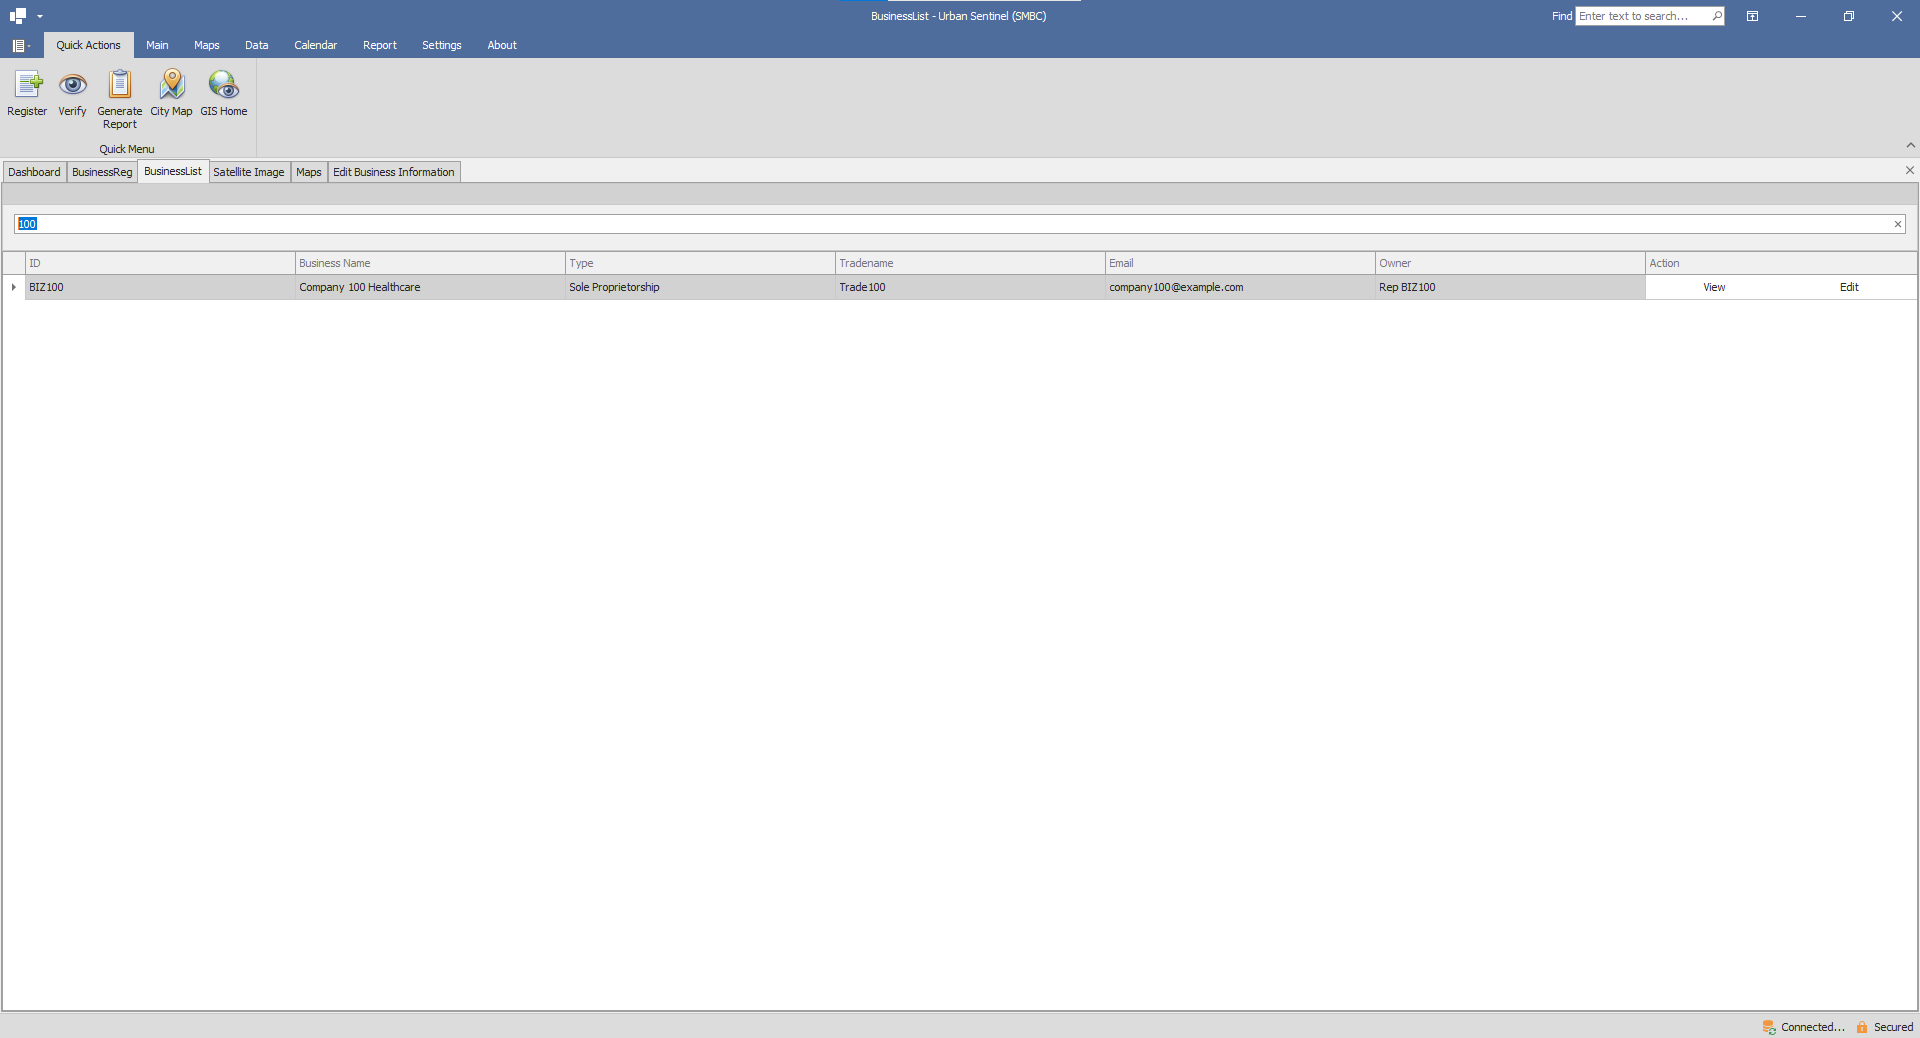 BusinessList - Urban Sentinel (SMBC)
Find Enter text to search...
Quick Actions Main Maps Data Calendar Report Settings About
Register Verify Generate Report City Map GIS Home
Quick Menu
Dashboard BusinessReg BusinessList Satellite Image Maps Edit Business Information
100
ID Business Name Type Tradename Email Owner Action
BIZ100 Company 100 Healthcare Sole Proprietorship Trade100 company100@example.com Rep BIZ100 View Edit
Connected... Secured